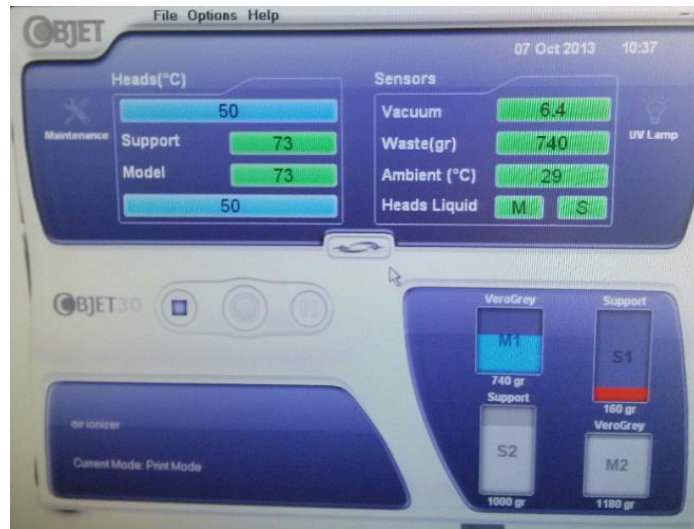 File Options Help
OBJET
07 Oct 2013 10:37
Heads(°C)
50
Support 73
Model 73
50
Maintenance
Sensors
Vacuum 6.4
Waste(gr) 740
Ambient (°C) 29
Heads Liquid M S
UV Lamp
OBJET30
VeroGrey
M1
740 gr
Support
S1
160 gr
Support
S2
1000 gr
VeroGrey
M2
1180 gr
air ionizer
Current Mode: Print Mode